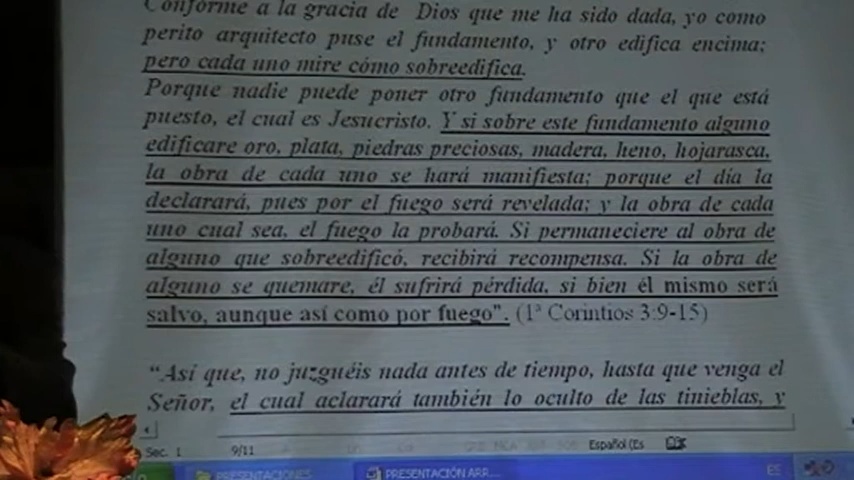 Conforme a la gracia de Dios que me ha sido dada, yo como
perito arquitecto puse el fundamento, y otro edifica encima;
pero cada uno mire cómo sobreedifica.
Porque nadie puede poner otro fundamento que el que está
puesto, el cual es Jesucristo. Y si sobre este fundamento alguno
edificare oro, plata, piedras preciosas, madera, heno, hojarasca,
la obra de cada uno se hará manifiesta; porque el día la
declarará, pues por el fuego será revelada; y la obra de cada
uno cual sea, el fuego la probará. Si permaneciere al obra de
alguno que sobreedificó, recibirá recompensa. Si la obra de
alguno se quemare, él sufrirá pérdida, si bien él mismo será
salvo, aunque así como por fuego". (1ª Corintios 3:9-15)
"Asi que, no juzguéis nada antes de tiempo, hasta que venga el
Señor, el cual aclarará también lo oculto de las tinieblas, y
Sec. 1 9/11 Español (Es
PRESENTACIONES PRESENTACIÓN ARR... ES